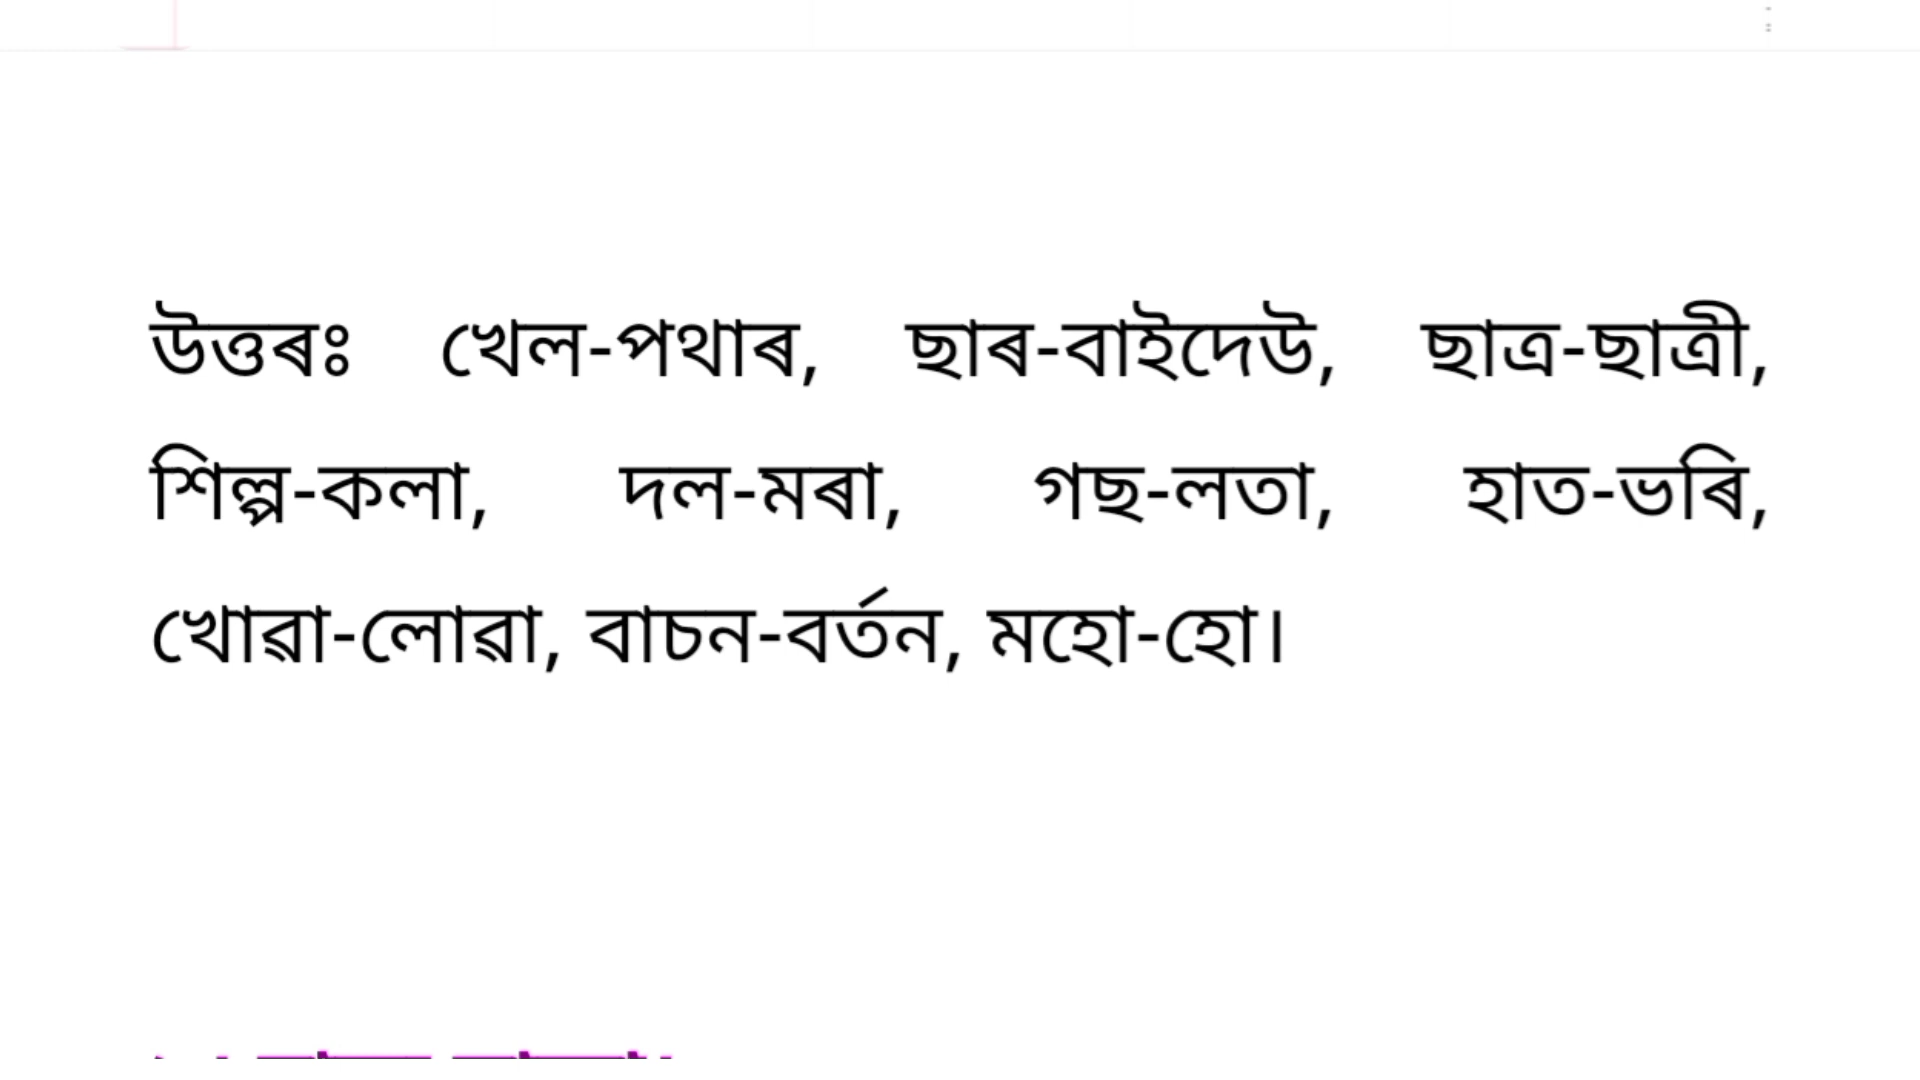 উত্তৰঃ খেল-পথাৰ, ছাৰ-বাইদেউ, ছাত্ৰ-ছাত্ৰী,
শিল্প-কলা, দল-মৰা, গছ-লতা, হাত-ভৰি,
খোৱা-লোৱা, বাচন-বৰ্তন, মহো-হো।